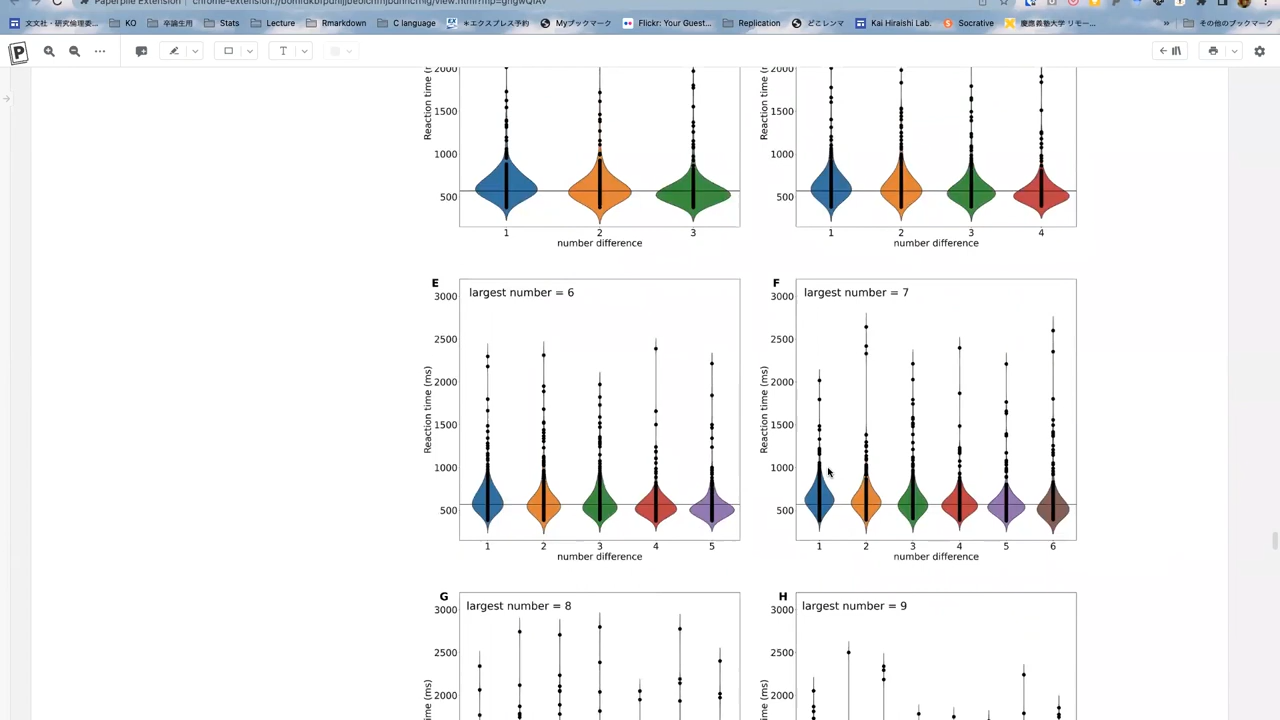 Paperpile Extension
文社・社研究倫理委...
KO
卒論生用
Stats
Lecture
Rmarkdown
C language
*エクスプレス予約
Myブックマーク
Flickr: Your Guest...
Replication
どこレンマ
Kai Hiraishi Lab.
Socrative
慶應義塾大学 リモー...
»
その他のブックマーク
P
T
Reaction time (
2000
1500
1000
500
1 2 3
number difference
Reaction time (
2000
1500
1000
500
1 2 3 4
number difference
E
largest number = 6
Reaction time (ms)
3000
2500
2000
1500
1000
500
1 2 3 4 5
number difference
F
largest number = 7
Reaction time (ms)
3000
2500
2000
1500
1000
500
1 2 3 4 5 6
number difference
G
largest number = 8
3000
2500
2000
(ms)
H
largest number = 9
3000
2500
2000
(ms)